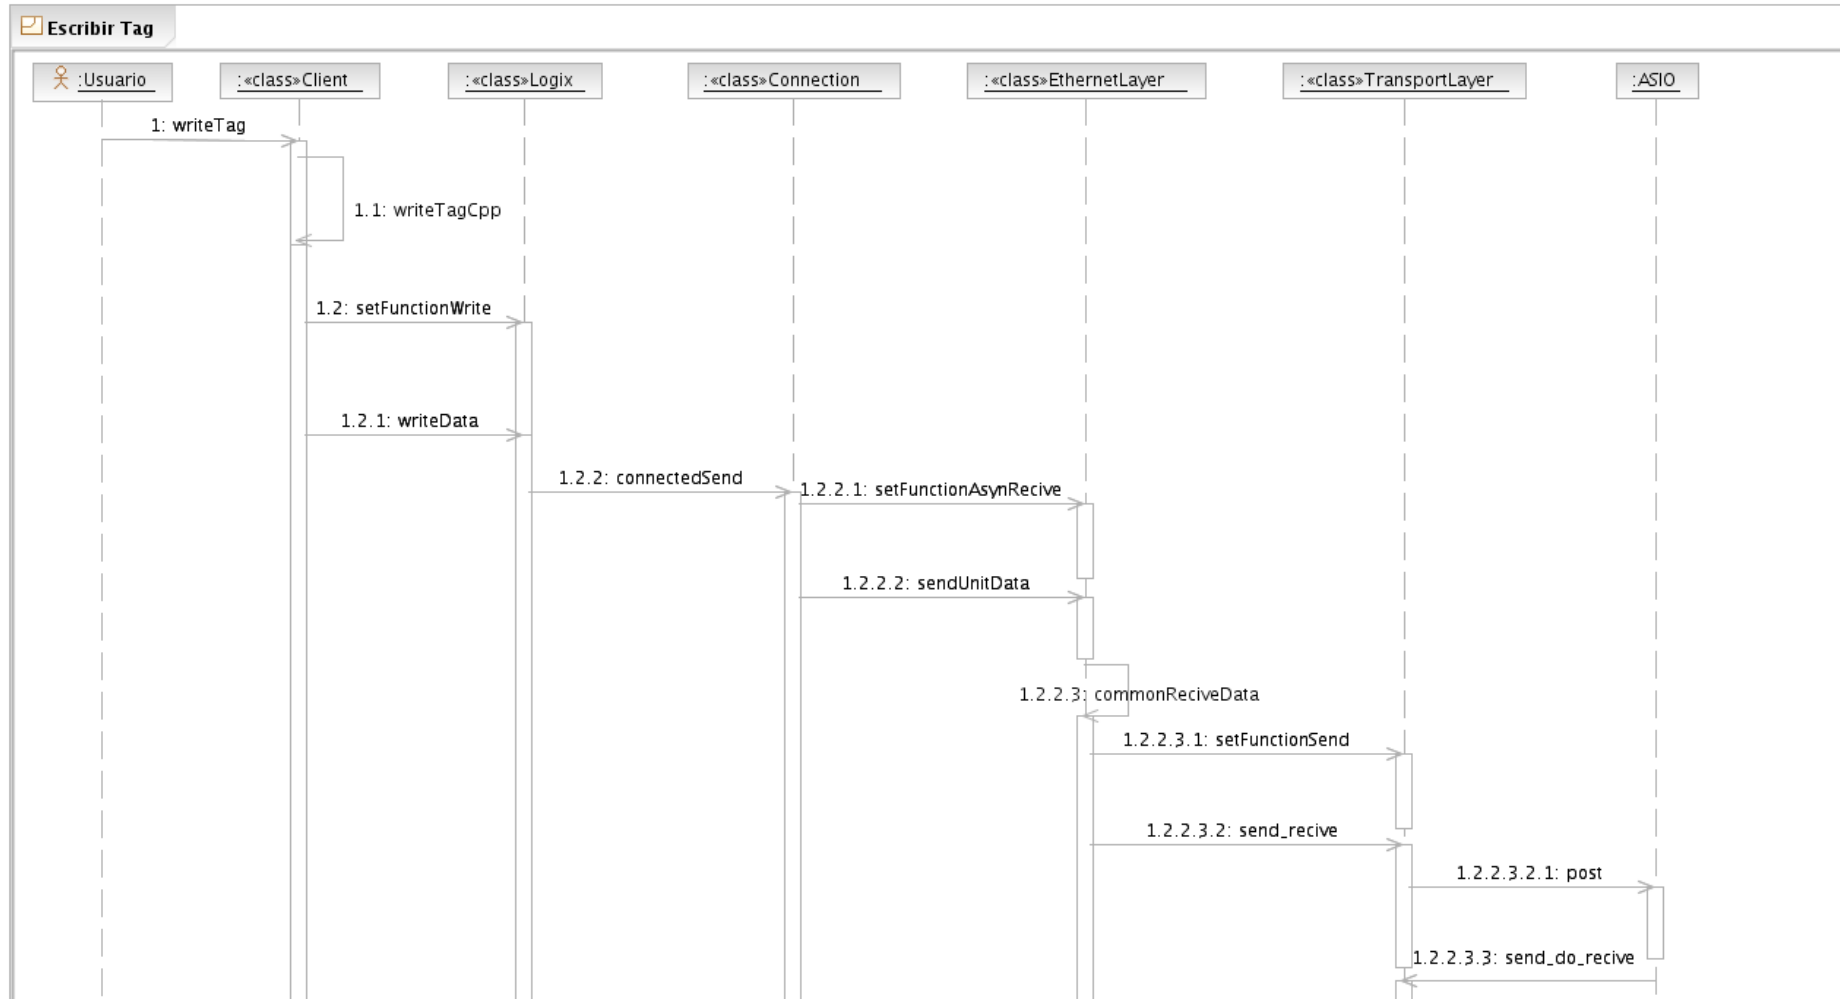 Escribir Tag
:Usuario
:«class»Client
:«class»Logix
:«class»Connection
:«class»EthernetLayer
:«class»TransportLayer
:ASIO
1: writeTag
1.1: writeTagCpp
1.2: setFunctionWrite
1.2.1: writeData
1.2.2: connectedSend
1.2.2.1: setFunctionAsynRecive
1.2.2.2: sendUnitData
1.2.2.3: commonReciveData
1.2.2.3.1: setFunctionSend
1.2.2.3.2: send_recive
1.2.2.3.2.1: post
1.2.2.3.3: send_do_recive